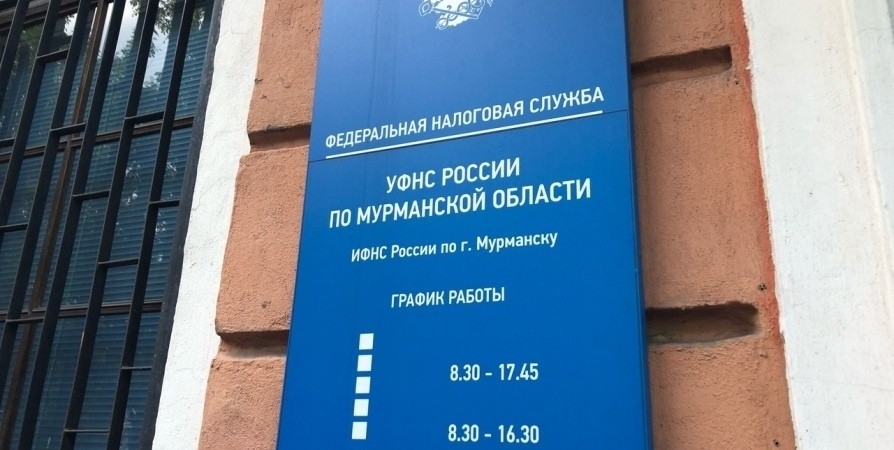 ФЕДЕРАЛЬНАЯ НАЛОГОВАЯ СЛУЖБА
УФНС РОССИИ
ПО МУРМАНСКОЙ ОБЛАСТИ
ИФНС России по г. Мурманску
ГРАФИК РАБОТЫ
8.30 - 17.45
8.30 - 16.30